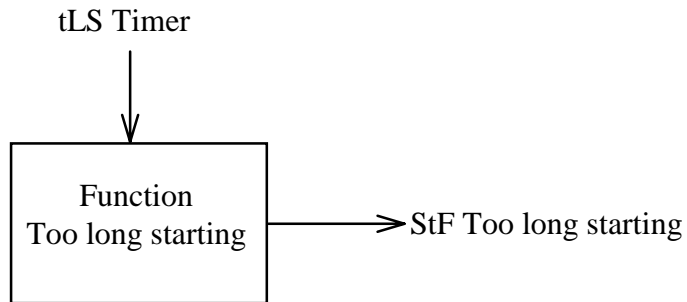 tLS Timer
Function
Too long starting
StF Too long starting